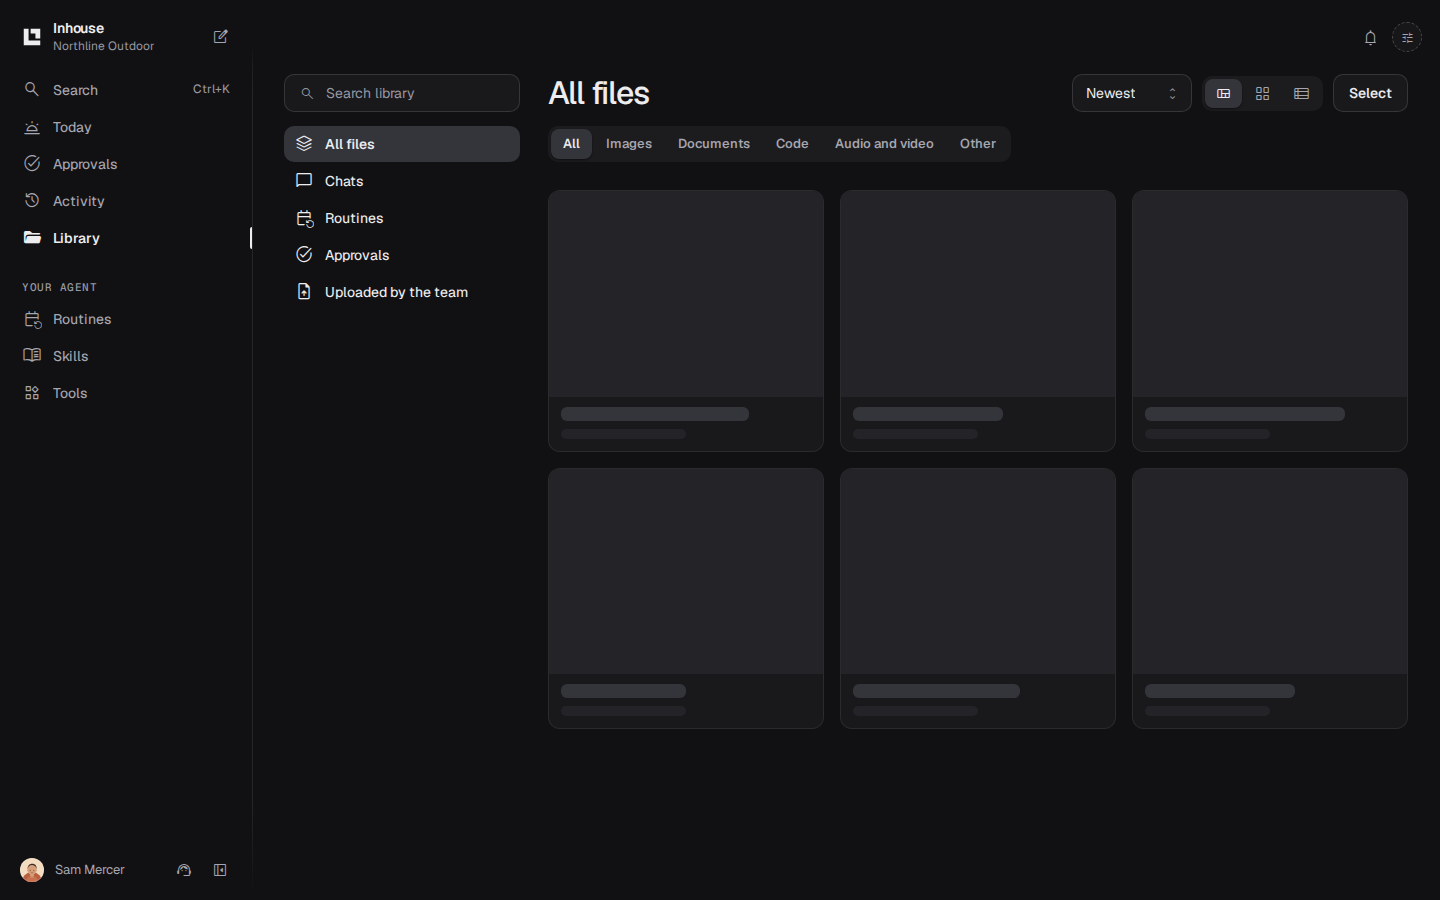 Inhouse
Northline Outdoor
Search Ctrl+K
Today
Approvals
Activity
Library
YOUR AGENT
Routines
Skills
Tools
Sam Mercer
Search library
All files
Chats
Routines
Approvals
Uploaded by the team
All files
Newest
Select
All Images Documents Code Audio and video Other